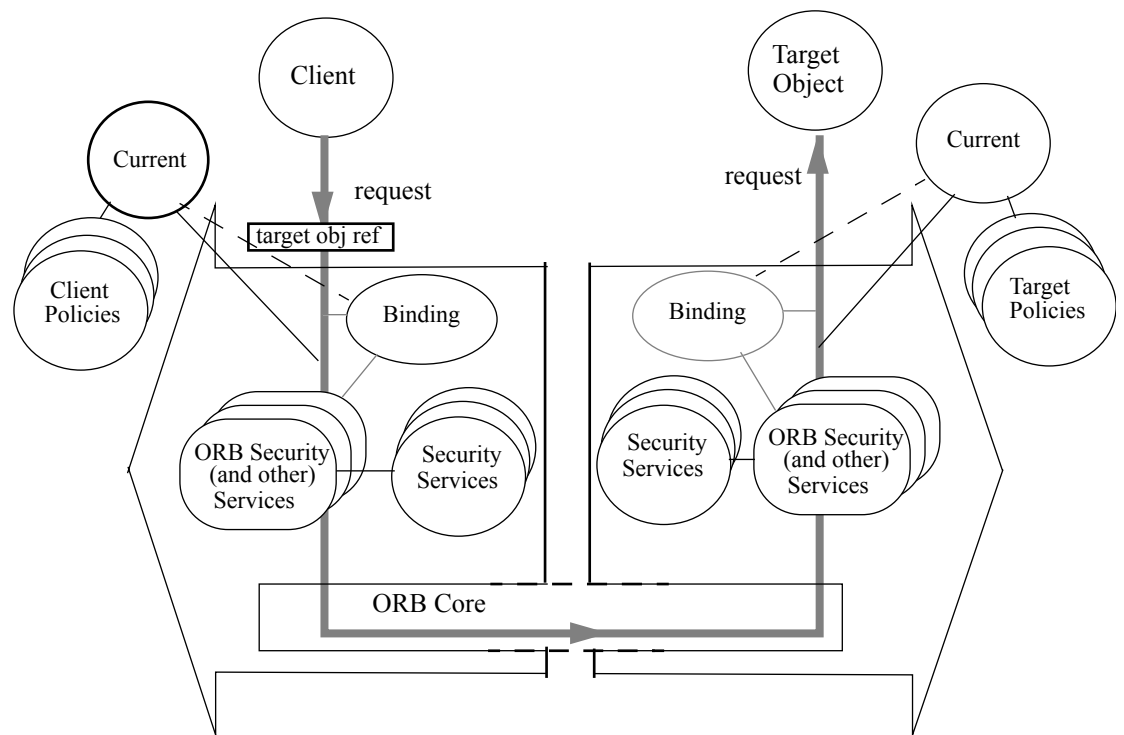 Client
Target
Object
Current
Current
request
request
target obj ref
Client
Policies
Binding
Binding
Target
Policies
ORB Security
(and other)
Services
Security
Services
Security
Services
ORB Security
(and other)
Services
ORB Core